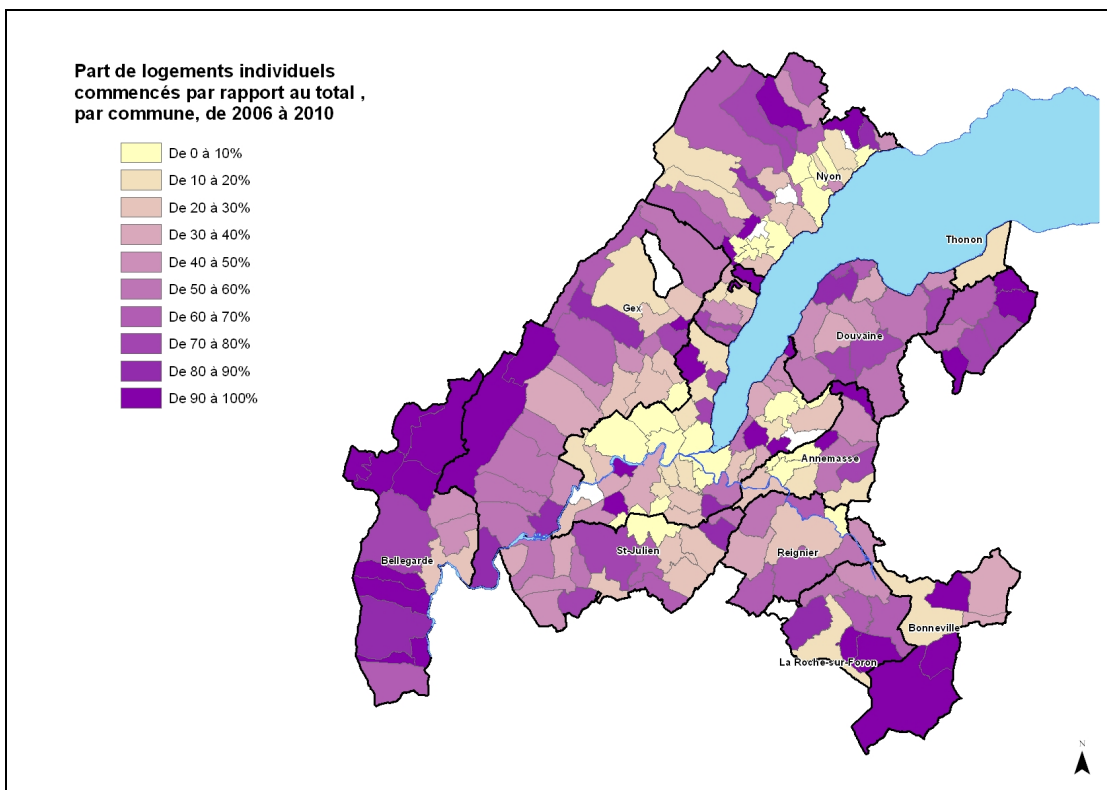 Part de logements individuels
commencés par rapport au total ,
par commune, de 2006 à 2010
De 0 à 10%
De 10 à 20%
De 20 à 30%
De 30 à 40%
De 40 à 50%
De 50 à 60%
De 60 à 70%
De 70 à 80%
De 80 à 90%
De 90 à 100%
Nyon
Thonon
Gex
Douvaine
Annemasse
St-Julien
Reignier
Bellegarde
Bonneville
La Roche-sur-Foron
N